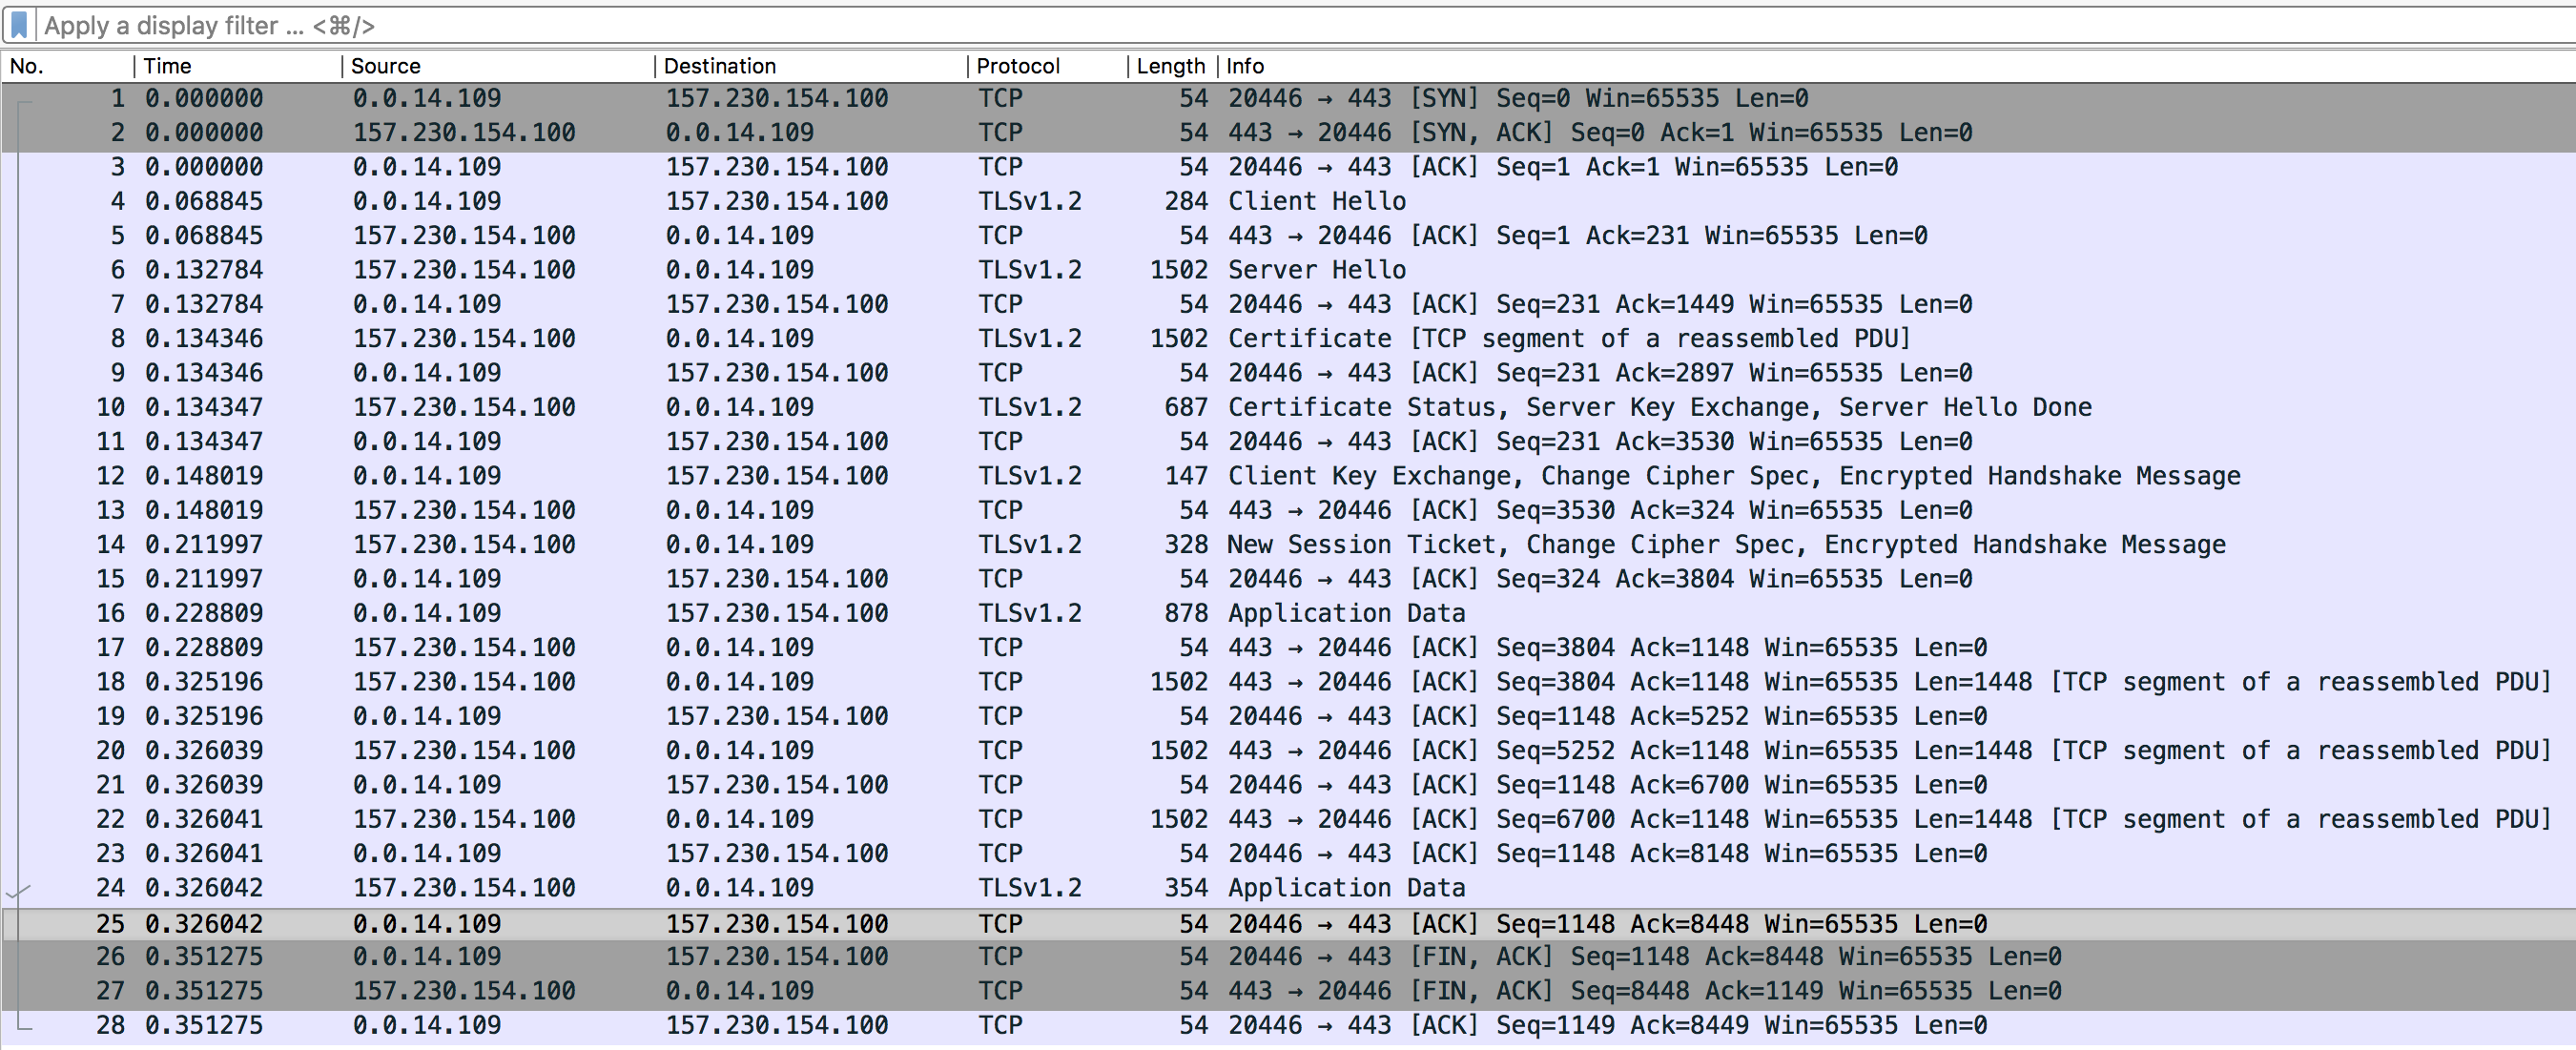 Apply a display filter ... <⌘/>
No. Time Source Destination Protocol Length Info
1 0.000000 0.0.14.109 157.230.154.100 TCP 54 20446 → 443 [SYN] Seq=0 Win=65535 Len=0
2 0.000000 157.230.154.100 0.0.14.109 TCP 54 443 → 20446 [SYN, ACK] Seq=0 Ack=1 Win=65535 Len=0
3 0.000000 0.0.14.109 157.230.154.100 TCP 54 20446 → 443 [ACK] Seq=1 Ack=1 Win=65535 Len=0
4 0.068845 0.0.14.109 157.230.154.100 TLSv1.2 284 Client Hello
5 0.068845 157.230.154.100 0.0.14.109 TCP 54 443 → 20446 [ACK] Seq=1 Ack=231 Win=65535 Len=0
6 0.132784 157.230.154.100 0.0.14.109 TLSv1.2 1502 Server Hello
7 0.132784 0.0.14.109 157.230.154.100 TCP 54 20446 → 443 [ACK] Seq=231 Ack=1449 Win=65535 Len=0
8 0.134346 157.230.154.100 0.0.14.109 TLSv1.2 1502 Certificate [TCP segment of a reassembled PDU]
9 0.134346 0.0.14.109 157.230.154.100 TCP 54 20446 → 443 [ACK] Seq=231 Ack=2897 Win=65535 Len=0
10 0.134347 157.230.154.100 0.0.14.109 TLSv1.2 687 Certificate Status, Server Key Exchange, Server Hello Done
11 0.134347 0.0.14.109 157.230.154.100 TCP 54 20446 → 443 [ACK] Seq=231 Ack=3530 Win=65535 Len=0
12 0.148019 0.0.14.109 157.230.154.100 TLSv1.2 147 Client Key Exchange, Change Cipher Spec, Encrypted Handshake Message
13 0.148019 157.230.154.100 0.0.14.109 TCP 54 443 → 20446 [ACK] Seq=3530 Ack=324 Win=65535 Len=0
14 0.211997 157.230.154.100 0.0.14.109 TLSv1.2 328 New Session Ticket, Change Cipher Spec, Encrypted Handshake Message
15 0.211997 0.0.14.109 157.230.154.100 TCP 54 20446 → 443 [ACK] Seq=324 Ack=3804 Win=65535 Len=0
16 0.228809 0.0.14.109 157.230.154.100 TLSv1.2 878 Application Data
17 0.228809 157.230.154.100 0.0.14.109 TCP 54 443 → 20446 [ACK] Seq=3804 Ack=1148 Win=65535 Len=0
18 0.325196 157.230.154.100 0.0.14.109 TCP 1502 443 → 20446 [ACK] Seq=3804 Ack=1148 Win=65535 Len=1448 [TCP segment of a reassembled PDU]
19 0.325196 0.0.14.109 157.230.154.100 TCP 54 20446 → 443 [ACK] Seq=1148 Ack=5252 Win=65535 Len=0
20 0.326039 157.230.154.100 0.0.14.109 TCP 1502 443 → 20446 [ACK] Seq=5252 Ack=1148 Win=65535 Len=1448 [TCP segment of a reassembled PDU]
21 0.326039 0.0.14.109 157.230.154.100 TCP 54 20446 → 443 [ACK] Seq=1148 Ack=6700 Win=65535 Len=0
22 0.326041 157.230.154.100 0.0.14.109 TCP 1502 443 → 20446 [ACK] Seq=6700 Ack=1148 Win=65535 Len=1448 [TCP segment of a reassembled PDU]
23 0.326041 0.0.14.109 157.230.154.100 TCP 54 20446 → 443 [ACK] Seq=1148 Ack=8148 Win=65535 Len=0
24 0.326042 157.230.154.100 0.0.14.109 TLSv1.2 354 Application Data
25 0.326042 0.0.14.109 157.230.154.100 TCP 54 20446 → 443 [ACK] Seq=1148 Ack=8448 Win=65535 Len=0
26 0.351275 0.0.14.109 157.230.154.100 TCP 54 20446 → 443 [FIN, ACK] Seq=1148 Ack=8448 Win=65535 Len=0
27 0.351275 157.230.154.100 0.0.14.109 TCP 54 443 → 20446 [FIN, ACK] Seq=8448 Ack=1149 Win=65535 Len=0
28 0.351275 0.0.14.109 157.230.154.100 TCP 54 20446 → 443 [ACK] Seq=1149 Ack=8449 Win=65535 Len=0